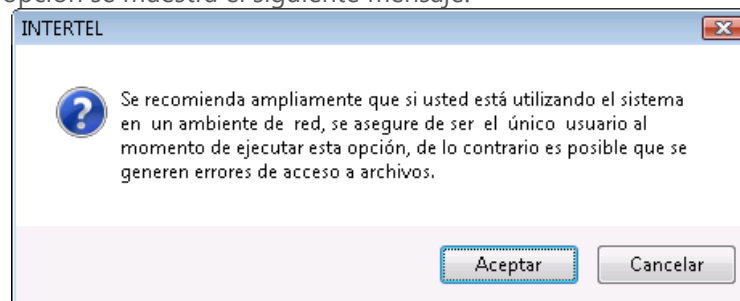 opción se muestra el siguiente mensaje:
INTERTEL
Se recomienda ampliamente que si usted está utilizando el sistema
en un ambiente de red, se asegure de ser el único usuario al
momento de ejecutar esta opción, de lo contrario es posible que se
generen errores de acceso a archivos.
Aceptar
Cancelar